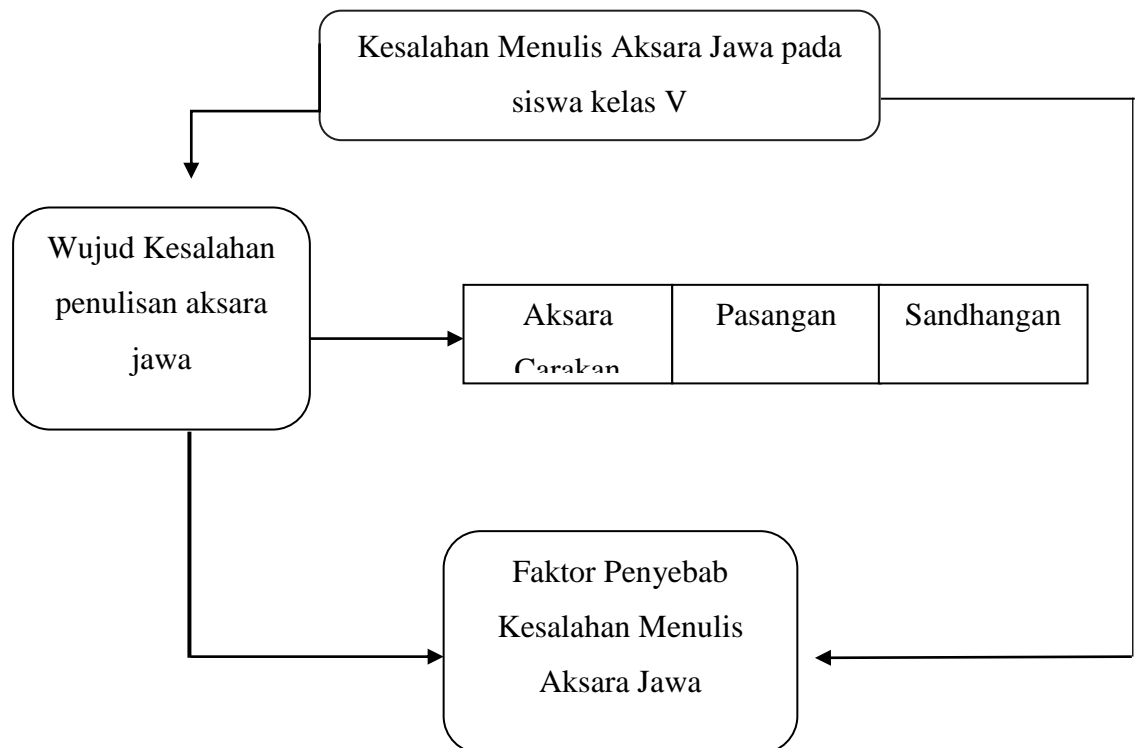 Kesalahan Menulis Aksara Jawa pada
siswa kelas V
Wujud Kesalahan
penulisan aksara
jawa
Aksara
Carakan
Pasangan
Sandhangan
Faktor Penyebab
Kesalahan Menulis
Aksara Jawa